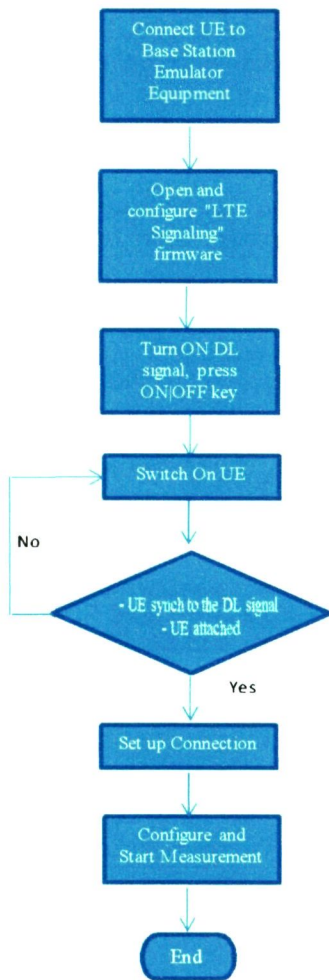 Connect UE to
Base Station
Emulator
Equipment
Open and
configure "LTE
Signaling"
firmware
Turn ON DL
signal, press
ON|OFF key
Switch On UE
No
- UE synch to the DL signal
- UE attached
Yes
Set up Connection
Configure and
Start Measurement
End